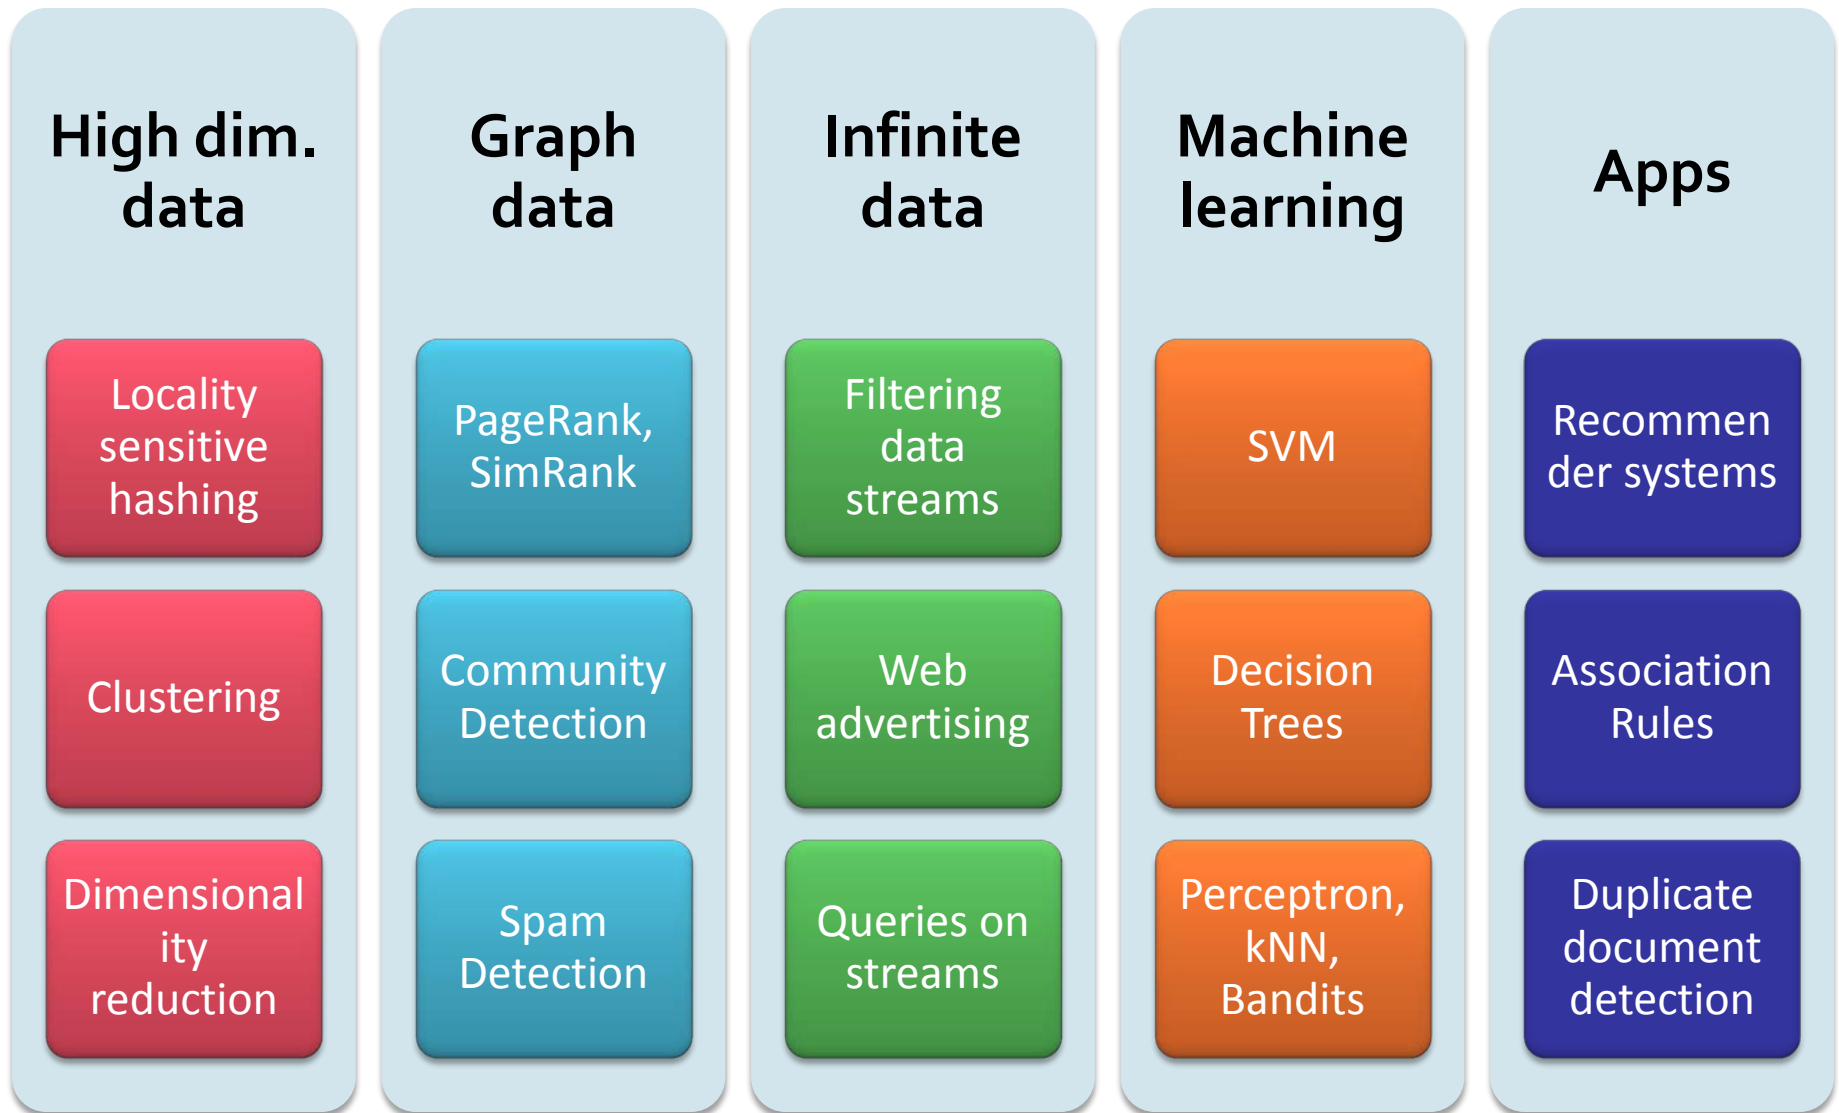 High dim.
data
Locality
sensitive
hashing
Clustering
Dimensional
ity
reduction
Graph
data
PageRank,
SimRank
Community
Detection
Spam
Detection
Infinite
data
Filtering
data
streams
Web
advertising
Queries on
streams
Machine
learning
SVM
Decision
Trees
Perceptron,
kNN,
Bandits
Apps
Recommen
der systems
Association
Rules
Duplicate
document
detection